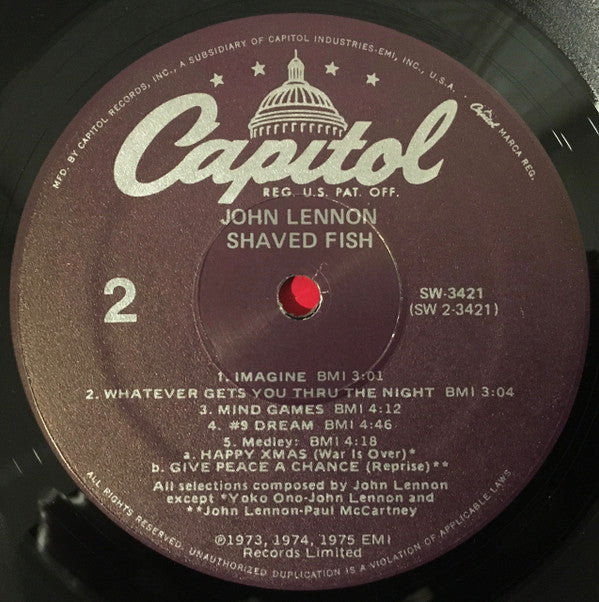 MFD. BY CAPITOL RECORDS, INC., A SUBSIDIARY OF CAPITOL INDUSTRIES-EMI, INC., U.S.A.
Capitol MARCA REG.
Capitol
REG. U.S. PAT. OFF.
JOHN LENNON
SHAVED FISH
2
SW-3421
(SW 2-3421)
1. IMAGINE BMI 3:01
2. WHATEVER GETS YOU THRU THE NIGHT BMI 3:04
3. MIND GAMES BMI 4:12
4. #9 DREAM BMI 4:46
5. Medley: BMI 4:18
a. HAPPY XMAS (War Is Over)*
b. GIVE PEACE A CHANCE (Reprise)**
All selections composed by John Lennon
except *Yoko Ono-John Lennon and
**John Lennon-Paul McCartney
℗1973, 1974, 1975 EMI
Records Limited
ALL RIGHTS RESERVED. UNAUTHORIZED DUPLICATION IS A VIOLATION OF APPLICABLE LAWS.